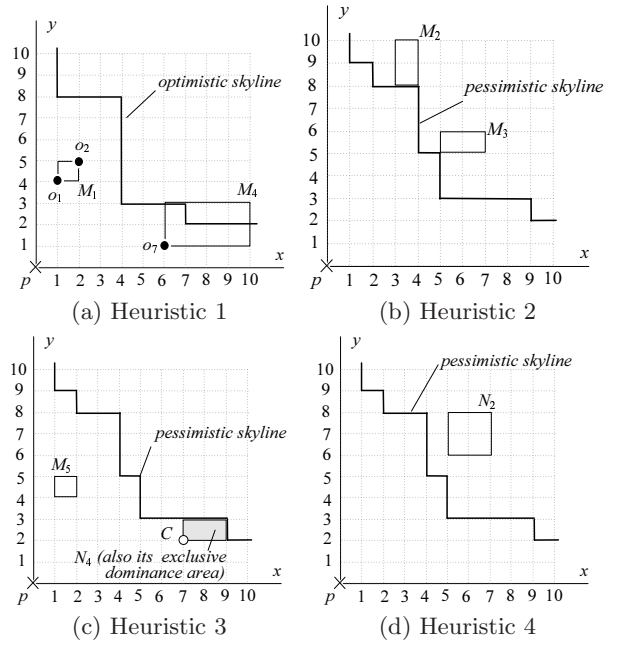 y
10
9
8
7
6
5
4
3
2
1
optimistic skyline
o2
o1
M1
M4
o7
x
p
1 2 3 4 5 6 7 8 9 10
(a) Heuristic 1
y
10
9
8
7
6
5
4
3
2
1
M2
pessimistic skyline
M3
x
p
1 2 3 4 5 6 7 8 9 10
(b) Heuristic 2
y
10
9
8
7
6
5
4
3
2
1
pessimistic skyline
M5
C
N4 (also its exclusive
dominance area)
x
p
1 2 3 4 5 6 7 8 9 10
(c) Heuristic 3
y
10
9
8
7
6
5
4
3
2
1
pessimistic skyline
N2
x
p
1 2 3 4 5 6 7 8 9 10
(d) Heuristic 4